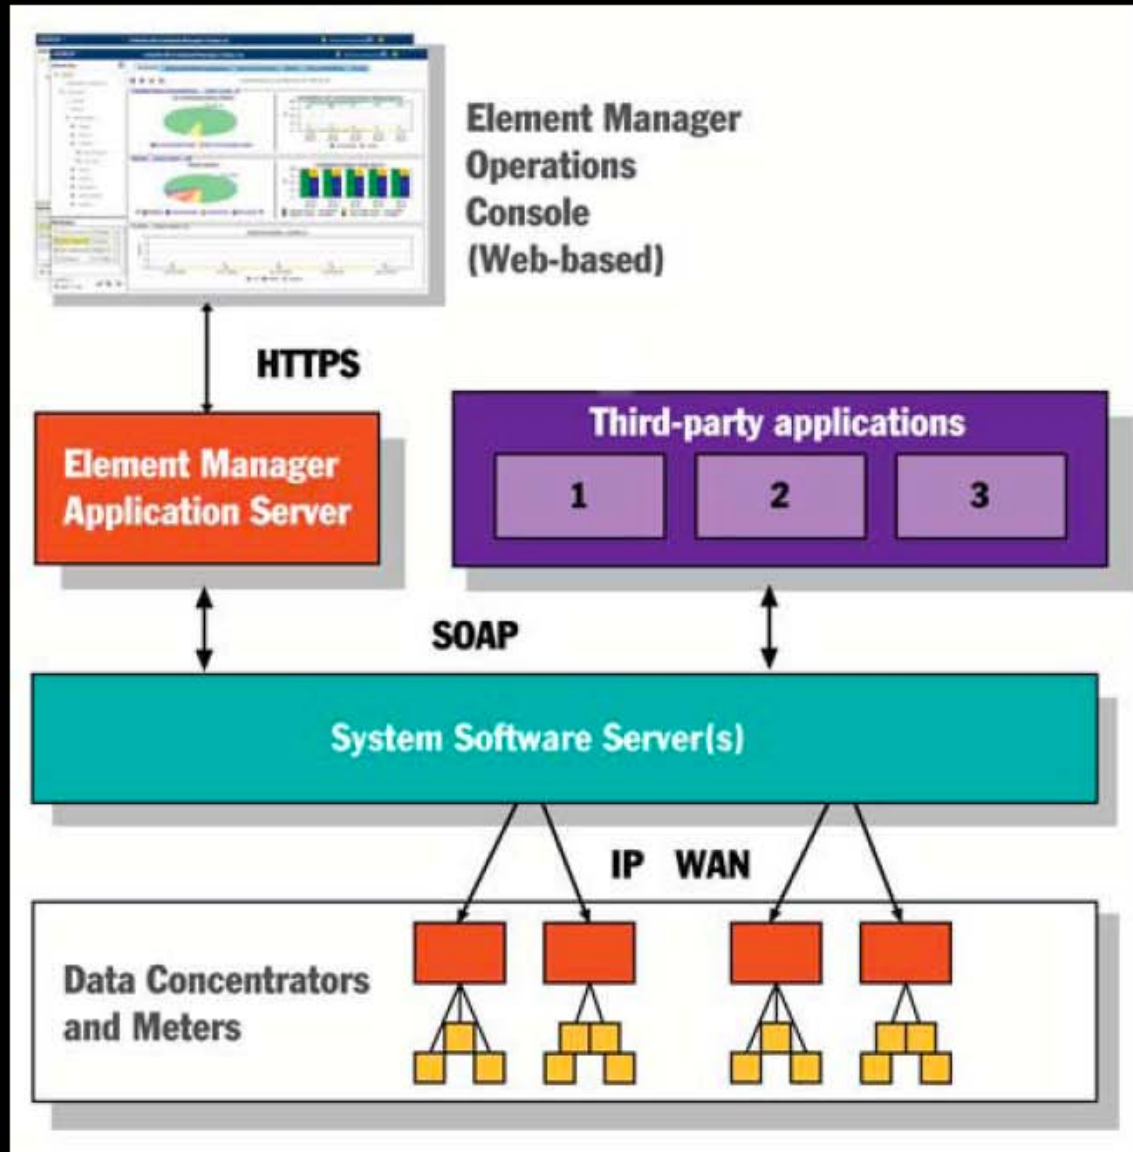 Element Manager
Operations
Console
(Web-based)
HTTPS
Third-party applications
Element Manager
Application Server
1 2 3
SOAP
System Software Server(s)
IP WAN
Data Concentrators
and Meters